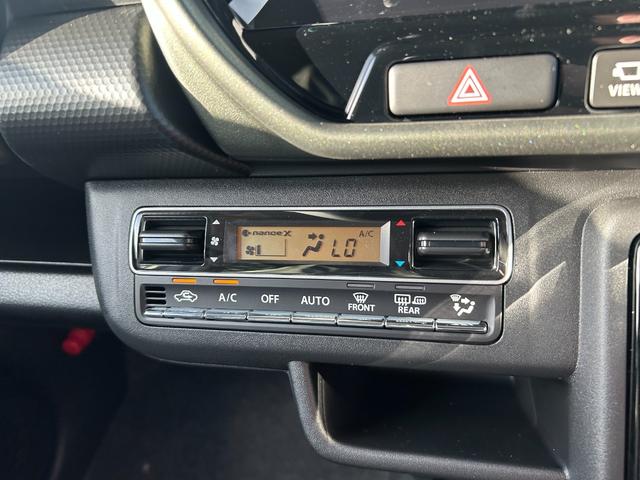 VIEW
nanoeX A/C
LO
A/C OFF AUTO FRONT REAR